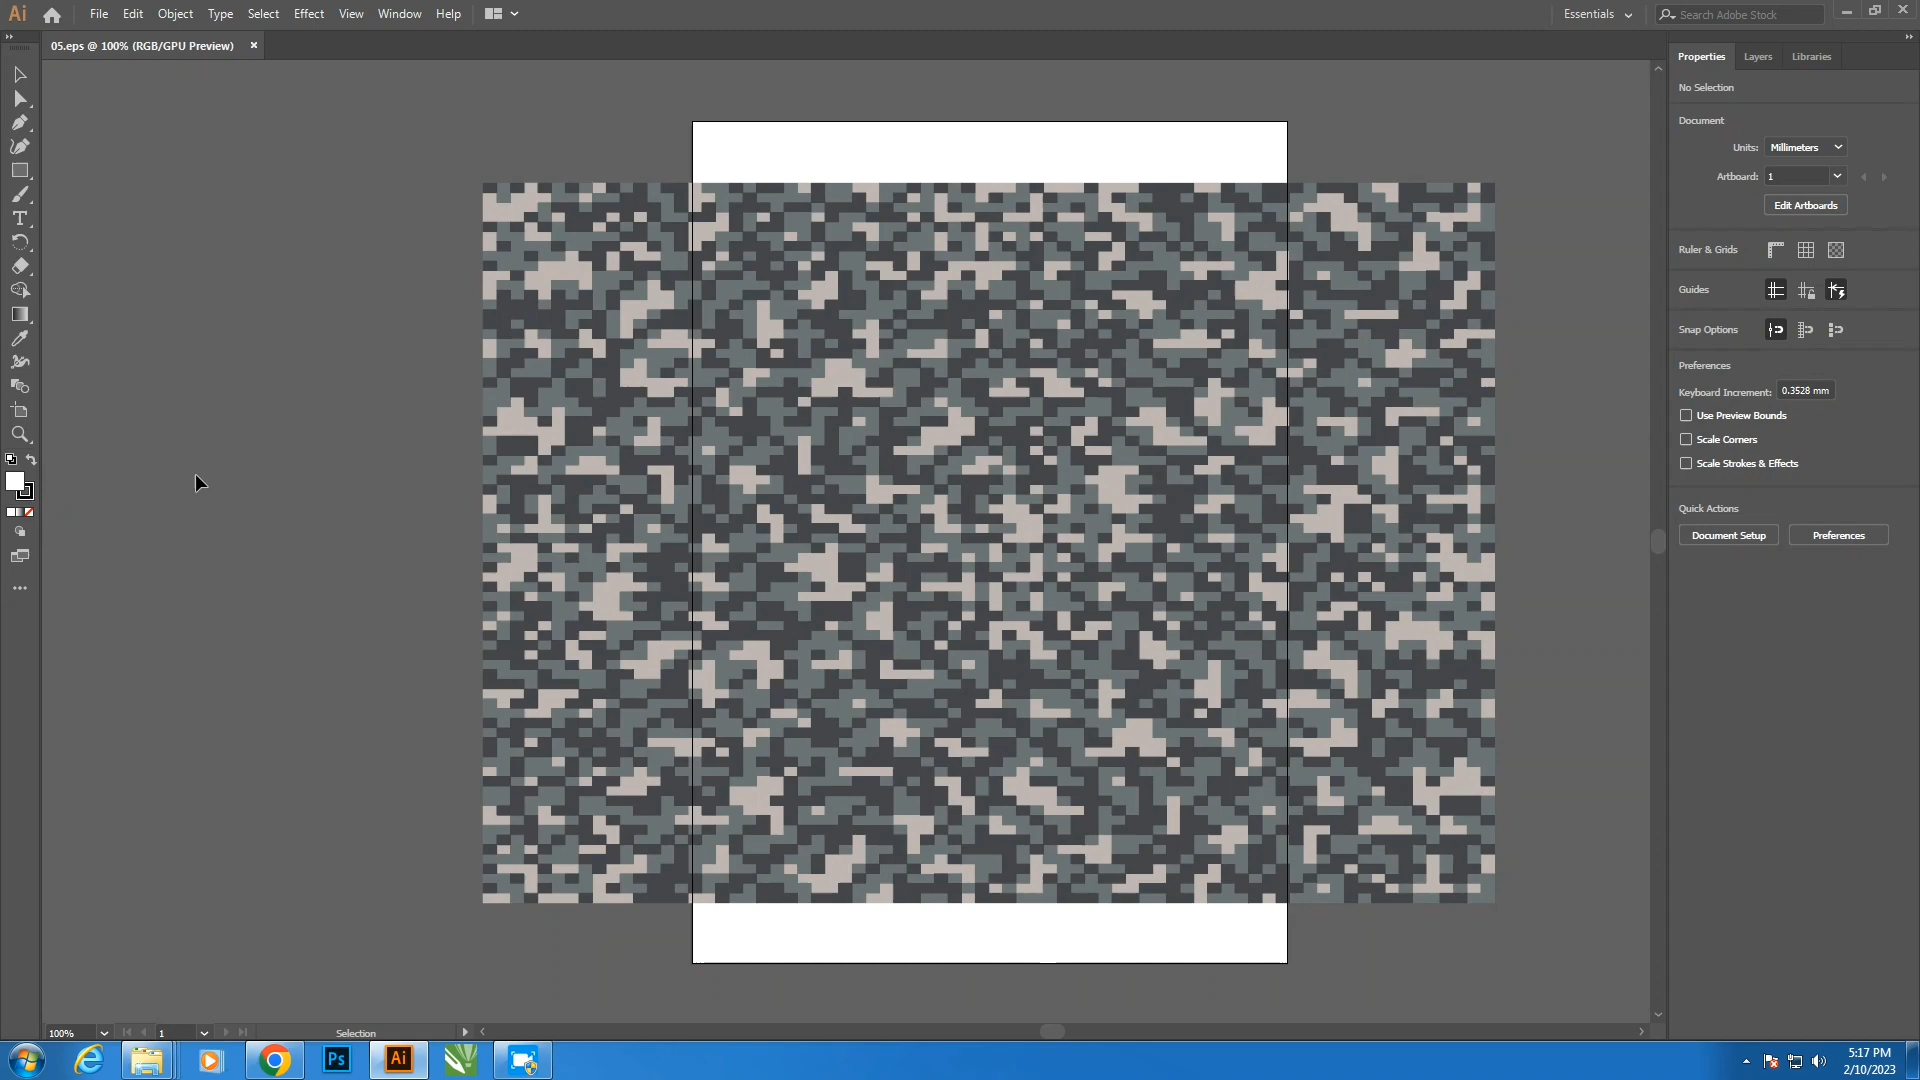 Ai File Edit Object Type Select Effect View Window Help Essentials Search Adobe Stock
05.eps @ 100% (RGB/GPU Preview) ×
Properties Layers Libraries
No Selection
Document
Units: Millimeters
Artboard: 1
Edit Artboards
Ruler & Grids
Guides
Snap Options
Preferences
Keyboard Increment: 0.3528 mm
Use Preview Bounds
Scale Corners
Scale Strokes & Effects
Quick Actions
Document Setup Preferences
100% 1 Selection
Ps Ai
5:17 PM
2/10/2023